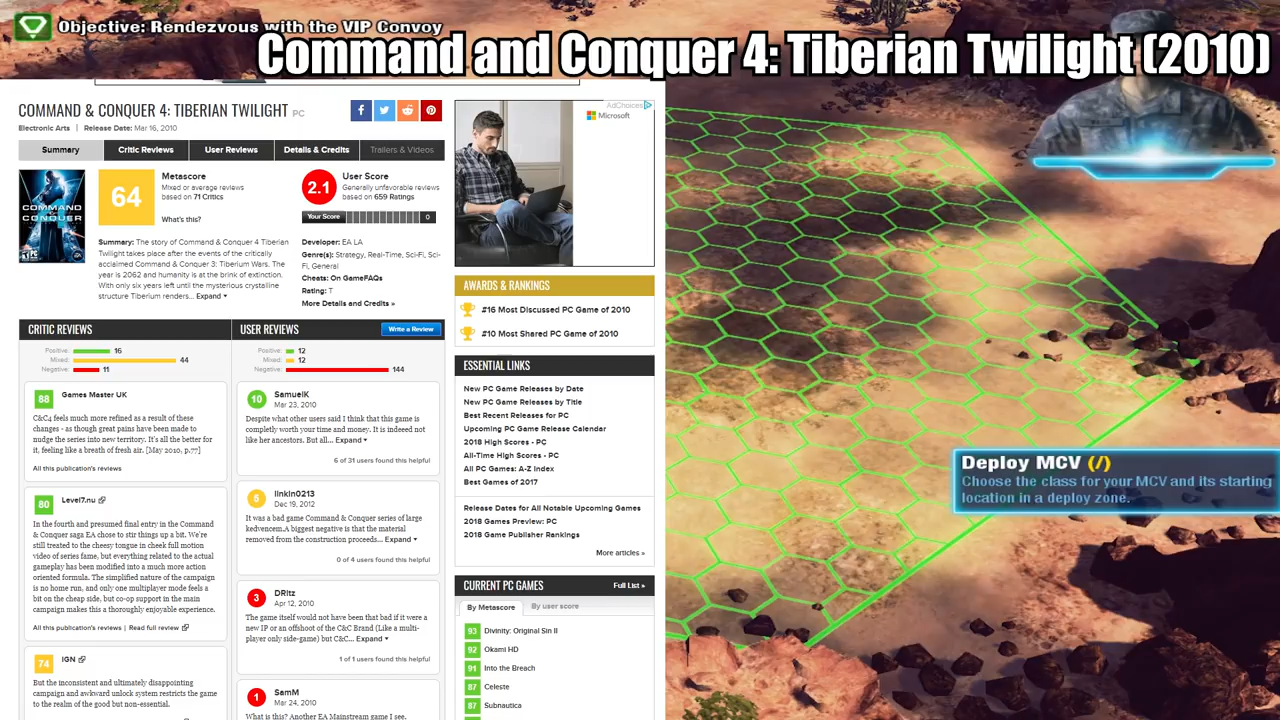 Objective: Rendezvous with the VIP Convoy
Command and Conquer 4: Tiberian Twilight (2010)
COMMAND & CONQUER 4: TIBERIAN TWILIGHT PC
Electronic Arts | Release Date: Mar 16, 2010
Summary
Critic Reviews
User Reviews
Details & Credits
Trailers & Videos
COMMAND
CONQUER
64
Metascore
Mixed or average reviews
based on 71 Critics
What's this?
Summary: The story of Command & Conquer 4 Tiberian
Twilight takes place after the events of the critically
acclaimed Command & Conquer 3: Tiberium Wars. The
year is 2062 and humanity is at the brink of extinction.
With only six years left until the mysterious crystalline
structure Tiberium renders... Expand
2.1
User Score
Generally unfavorable reviews
based on 659 Ratings
Your Score
0
Developer: EA LA
Genre(s): Strategy, Real-Time, Sci-Fi, Sci-
Fi, General
Cheats: On GameFAQs
Rating: T
More Details and Credits »
CRITIC REVIEWS
Positive: 16
Mixed: 44
Negative: 11
88
Games Master UK
C&C4 feels much more refined as a result of these
changes - as though great pains have been made to
nudge the series into new territory. It's all the better for
it, feeling like a breath of fresh air. [May 2010, p.77]
All this publication's reviews
80
Level7.nu
In the fourth and presumed final entry in the Command
& Conquer saga EA chose to stir things up a bit. We're
still treated to the cheesy tongue in cheek full motion
video of series fame, but everything related to the actual
gameplay has been modified into a much more action
oriented formula. The simplified nature of the campaign
is no home run, and only one multiplayer mode feels a
bit on the cheap side, but co-op support in the main
campaign makes this a thoroughly enjoyable experience.
All this publication's reviews | Read full review
74
IGN
But the inconsistent and ultimately disappointing
campaign and awkward unlock system restricts the game
to the realm of the good but non-essential.
USER REVIEWS
Write a Review
Positive: 12
Mixed: 12
Negative: 144
10
SamuelK
Mar 23, 2010
Despite what other users said I think that this game is
completly worth your time and money. It is indeeed not
like her ancestors. But all... Expand
6 of 31 users found this helpful
5
linkin0213
Dec 19, 2012
It was a bad game Command & Conquer series of large
kedvencem.A biggest negative is that the material
removed from the construction proceeds... Expand
0 of 4 users found this helpful
3
DRitz
Apr 12, 2010
The game itself would not have been that bad if it were a
new IP or an offshoot of the C&C Brand (Like a multi-
player only side-game) but C&C... Expand
1 of 1 users found this helpful
1
SamM
Mar 24, 2010
What is this? Another EA Mainstream game I see.
AdChoices
Microsoft
AWARDS & RANKINGS
#16 Most Discussed PC Game of 2010
#10 Most Shared PC Game of 2010
ESSENTIAL LINKS
New PC Game Releases by Date
New PC Game Releases by Title
Best Recent Releases for PC
Upcoming PC Game Release Calendar
2018 High Scores - PC
All-Time High Scores - PC
All PC Games: A-Z Index
Best Games of 2017
Release Dates for All Notable Upcoming Games
2018 Games Preview: PC
2018 Game Publisher Rankings
More articles »
CURRENT PC GAMES
Full List »
By Metascore
By user score
93 Divinity: Original Sin II
92 Okami HD
91 Into the Breach
87 Celeste
87 Subnautica
Deploy MCV (/)
Choose the class for your MCV and its starting
location in a deploy zone.